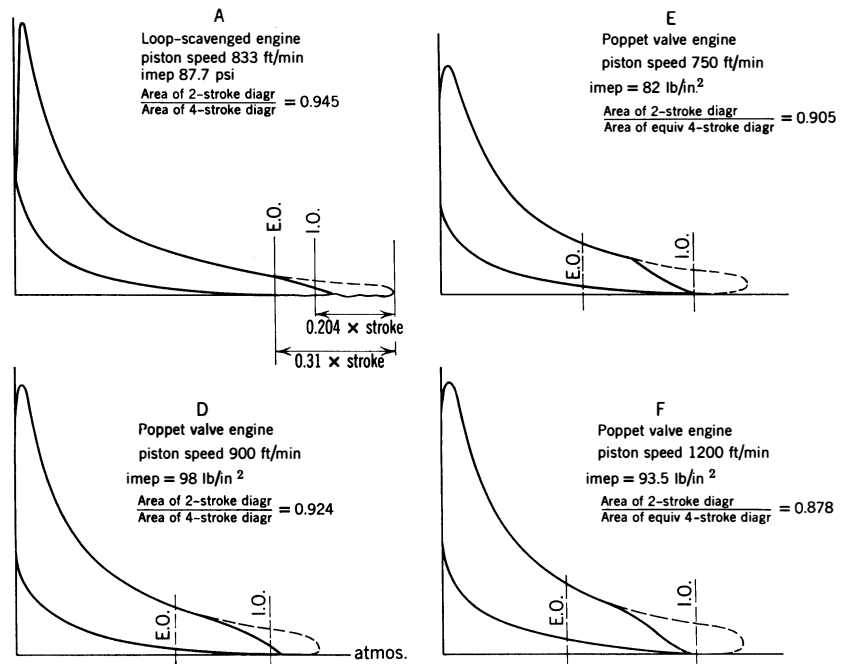 A
Loop-scavenged engine
piston speed 833 ft/min
imep 87.7 psi
Area of 2-stroke diagr
Area of 4-stroke diagr = 0.945
E.O.
I.O.
0.204 × stroke
0.31 × stroke
E
Poppet valve engine
piston speed 750 ft/min
imep = 82 lb/in.²
Area of 2-stroke diagr
Area of equiv 4-stroke diagr = 0.905
E.O.
I.O.
D
Poppet valve engine
piston speed 900 ft/min
imep = 98 lb/in ²
Area of 2-stroke diagr
Area of 4-stroke diagr = 0.924
E.O.
I.O.
atmos.
F
Poppet valve engine
piston speed 1200 ft/min
imep = 93.5 lb/in ²
Area of 2-stroke diagr
Area of equiv 4-stroke diagr = 0.878
E.O.
I.O.